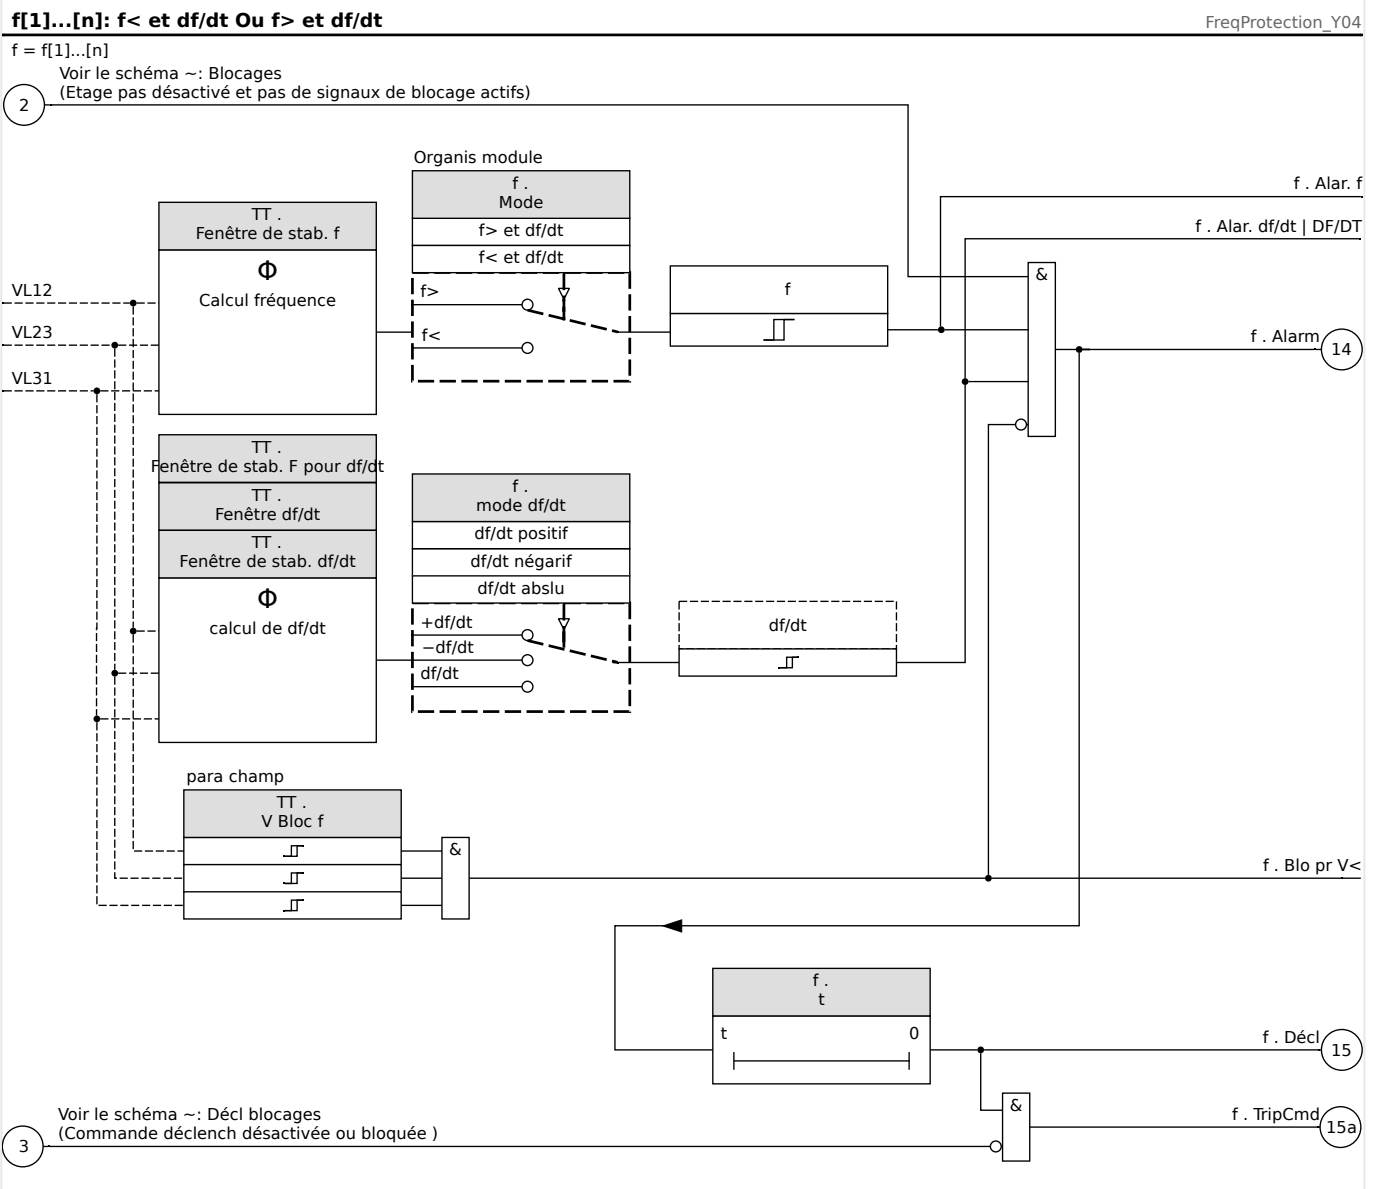 f[1]...[n]: f< et df/dt Ou f> et df/dt
FreqProtection_Y04
f = f[1]...[n]
Voir le schéma ~: Blocages
(Etage pas désactivé et pas de signaux de blocage actifs)
2
Organis module
f .
Mode
f> et df/dt
f< et df/dt
f>
f<
TT .
Fenêtre de stab. f
Φ
Calcul fréquence
VL12
VL23
VL31
f
f . Alar. f
f . Alar. df/dt | DF/DT
&
f . Alarm
14
TT .
Fenêtre de stab. F pour df/dt
TT .
Fenêtre df/dt
TT .
Fenêtre de stab. df/dt
Φ
calcul de df/dt
f .
mode df/dt
df/dt positif
df/dt négarif
df/dt abslu
+df/dt
−df/dt
df/dt
df/dt
para champ
TT .
V Bloc f
&
f . Blo pr V<
f .
t
t
0
f . Décl
15
Voir le schéma ~: Décl blocages
(Commande déclench désactivée ou bloquée )
3
&
f . TripCmd
15a